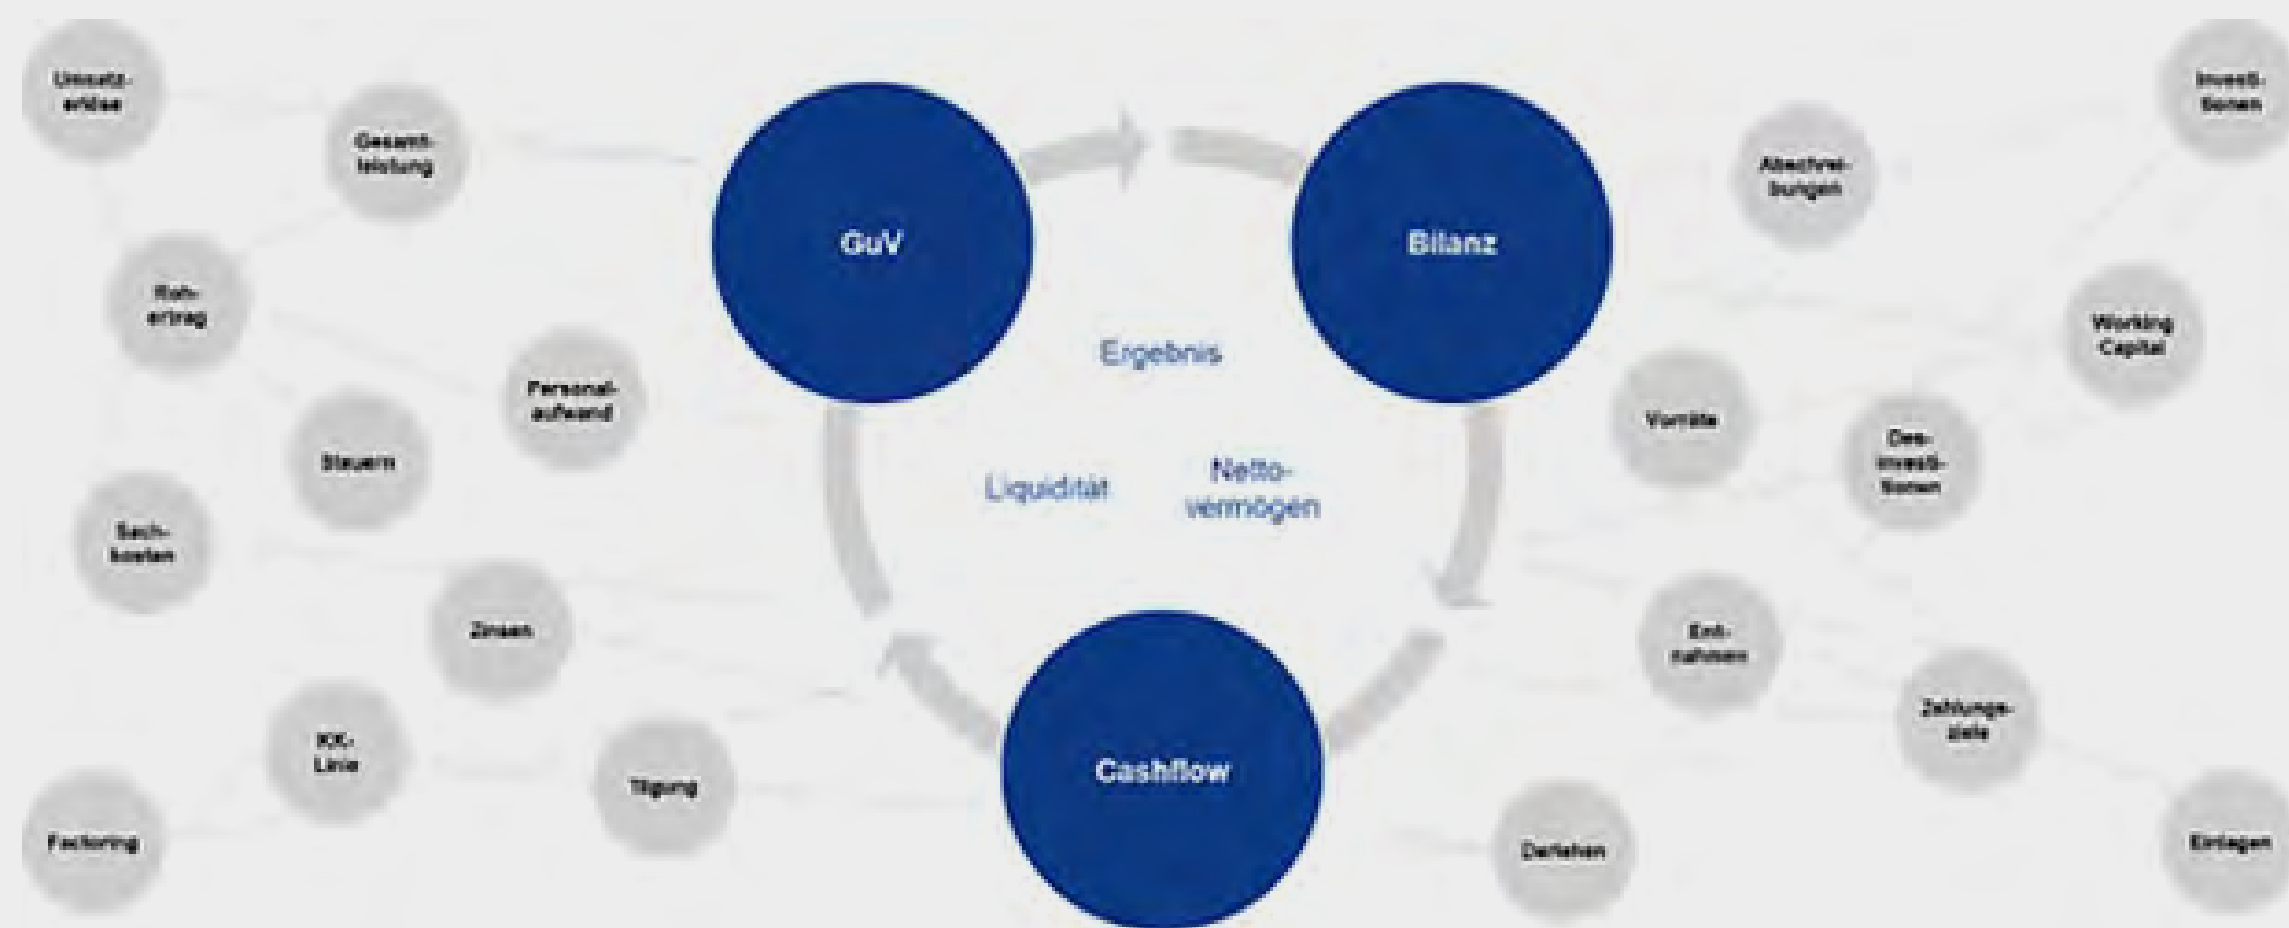 Umsatz-
erlöse
Gesamt-
leistung
Roh-
ertrag
Personal-
aufwand
Steuern
Sach-
kosten
Zinsen
KK-
Linie
Tilgung
Factoring
GuV
Bilanz
Ergebnis
Liquidität
Netto-
vermögen
Cashflow
Investi-
tionen
Abschrei-
bungen
Working
Capital
Vorräte
Des-
investi-
tionen
Ent-
nahmen
Zahlungs-
ziele
Darlehen
Einlagen